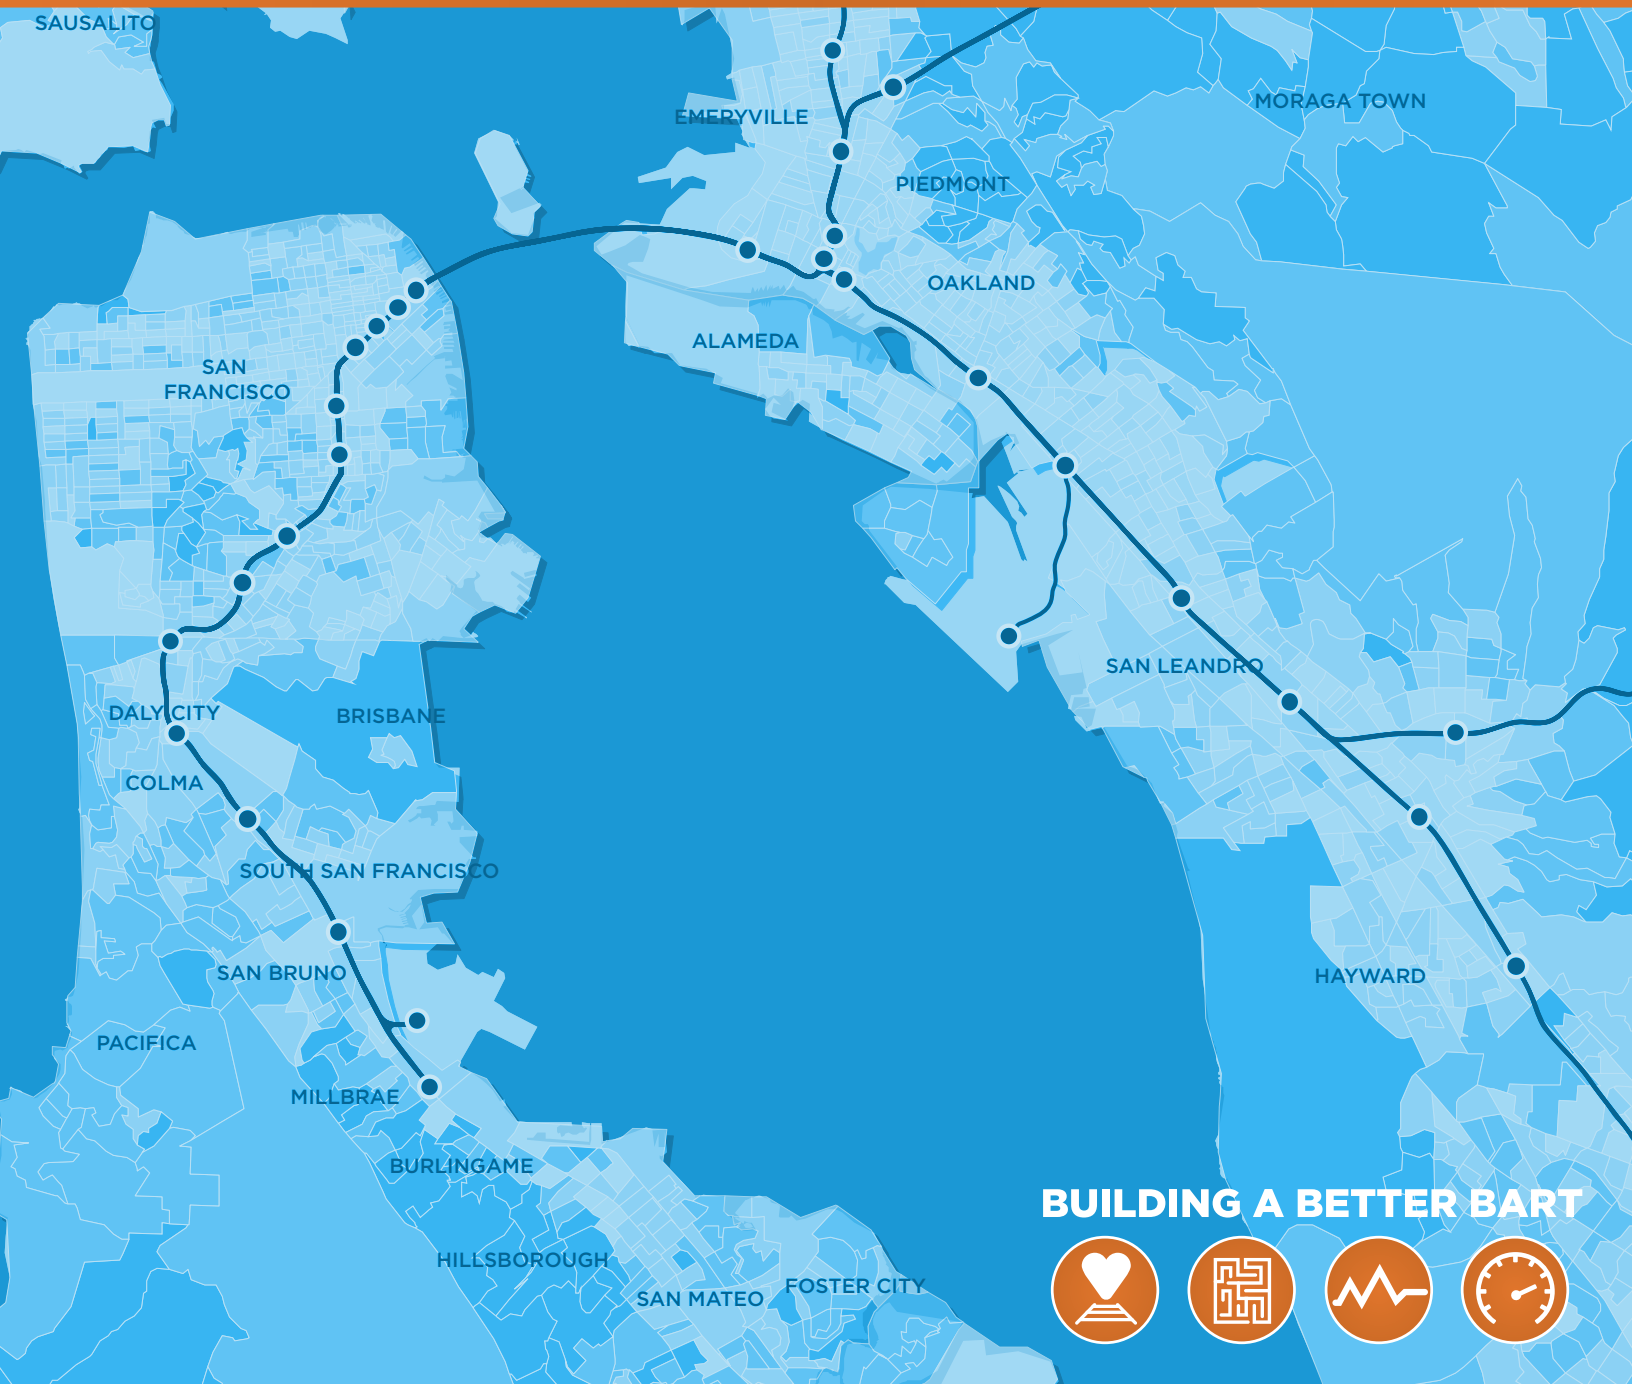 SAUSALITO
MORAGA TOWN
EMERYVILLE
PIEDMONT
OAKLAND
ALAMEDA
SAN
FRANCISCO
SAN LEANDRO
DALY CITY
BRISBANE
COLMA
SOUTH SAN FRANCISCO
SAN BRUNO
HAYWARD
PACIFICA
MILLBRAE
BURLINGAME
BUILDING A BETTER BART
HILLSBOROUGH
FOSTER CITY
SAN MATEO